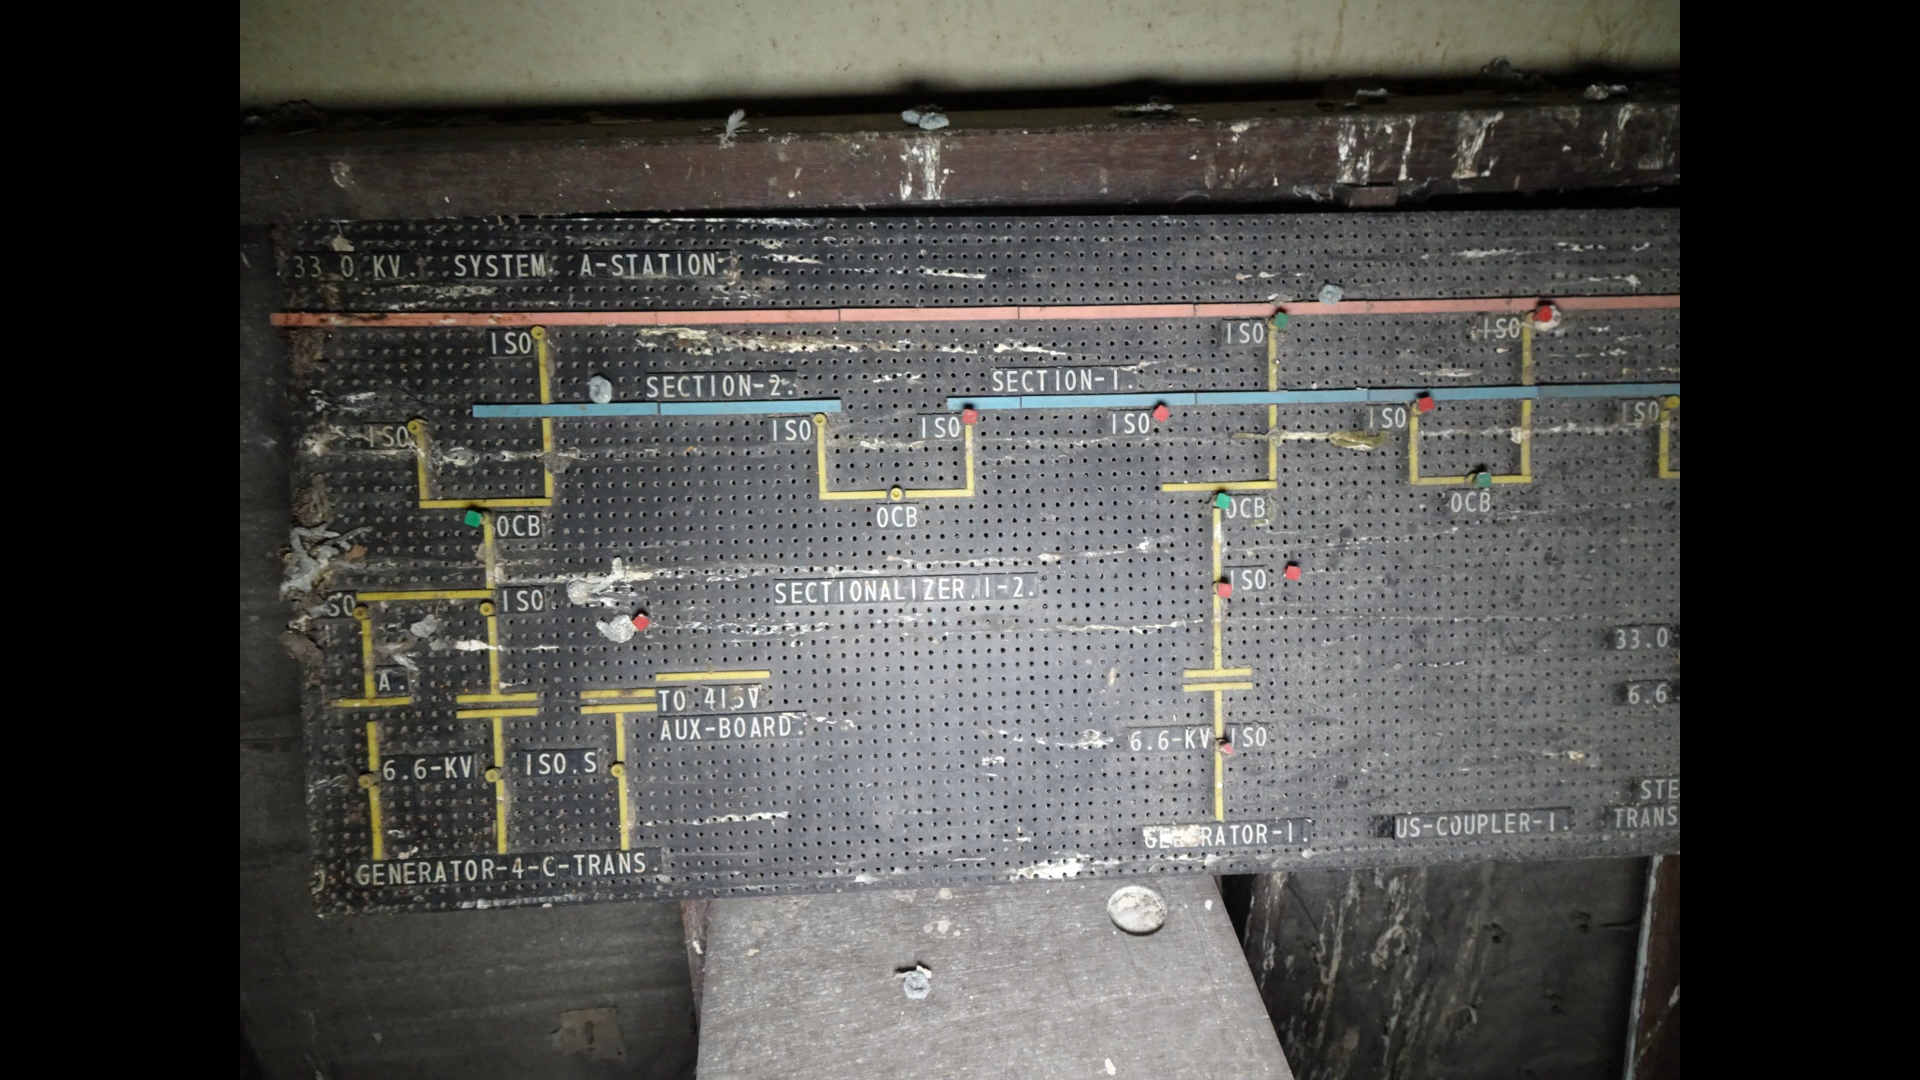 33.0 KV. SYSTEM A-STATION.
ISO
ISO
ISO
SECTION-2.
SECTION-1.
ISO
ISO
ISO
ISO
ISO
ISO
OCB
OCB
OCB
OCB
ISO
SECTIONALIZER.1-2.
SO
ISO
33.0
A.
TO 415V
6.6
AUX-BOARD.
6.6-KV
ISO
6.6-KV
ISO.S
STE
TRANS
US-COUPLER-1.
GENERATOR-1.
GENERATOR-4-C-TRANS.